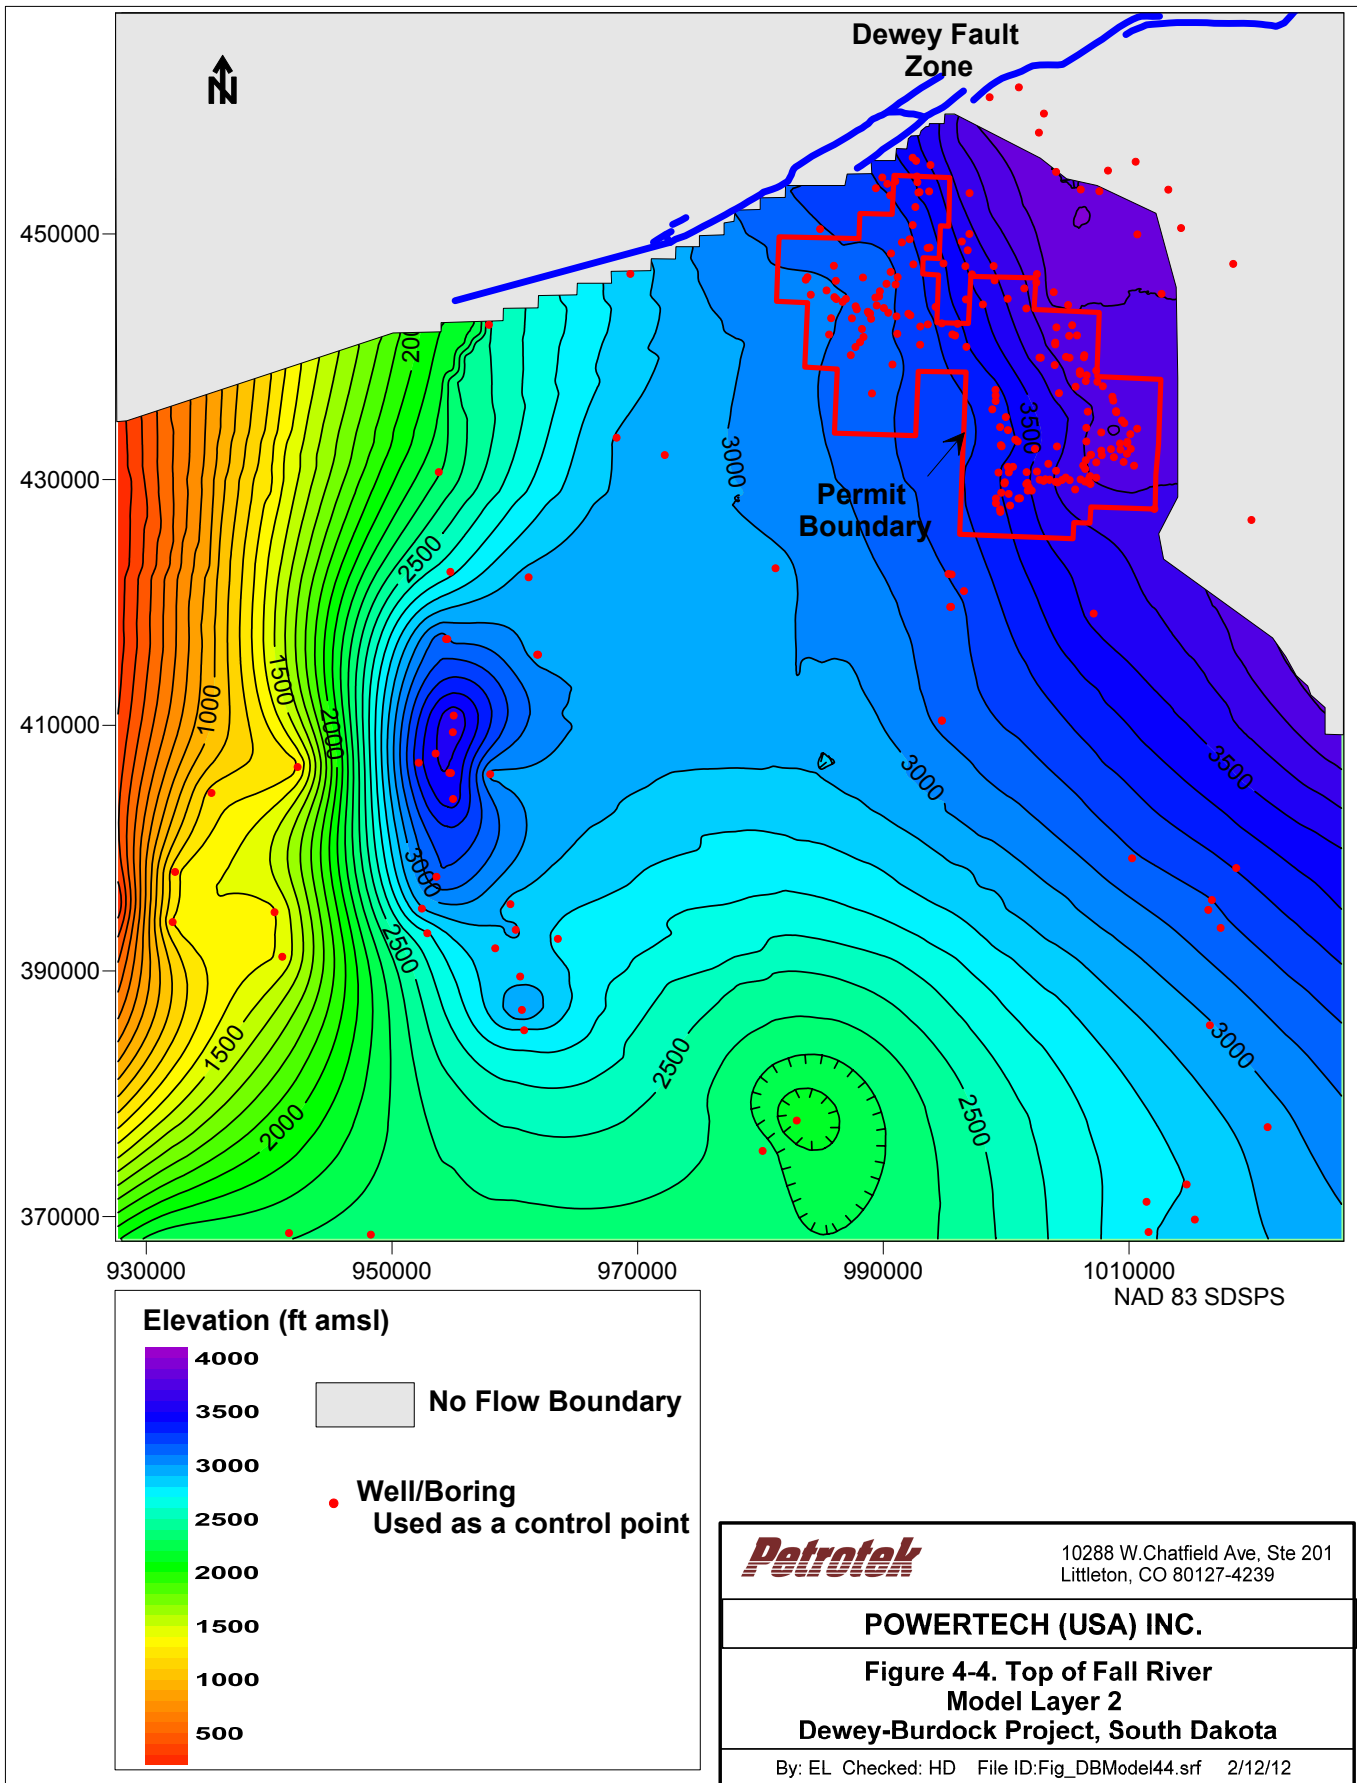 Dewey Fault
Zone
N
450000
430000
410000
390000
370000
200
3000
3500
2500
Permit
Boundary
1500
1000
2000
3000
3500
3000
2500
1500
2000
2500
2500
3000
930000
950000
970000
990000
1010000
NAD 83 SDSPS
Elevation (ft amsl)
4000
3500
3000
2500
2000
1500
1000
500
No Flow Boundary
Well/Boring
Used as a control point
Petrotek
10288 W.Chatfield Ave, Ste 201
Littleton, CO 80127-4239
POWERTECH (USA) INC.
Figure 4-4. Top of Fall River
Model Layer 2
Dewey-Burdock Project, South Dakota
By: EL Checked: HD File ID:Fig_DBModel44.srf 2/12/12